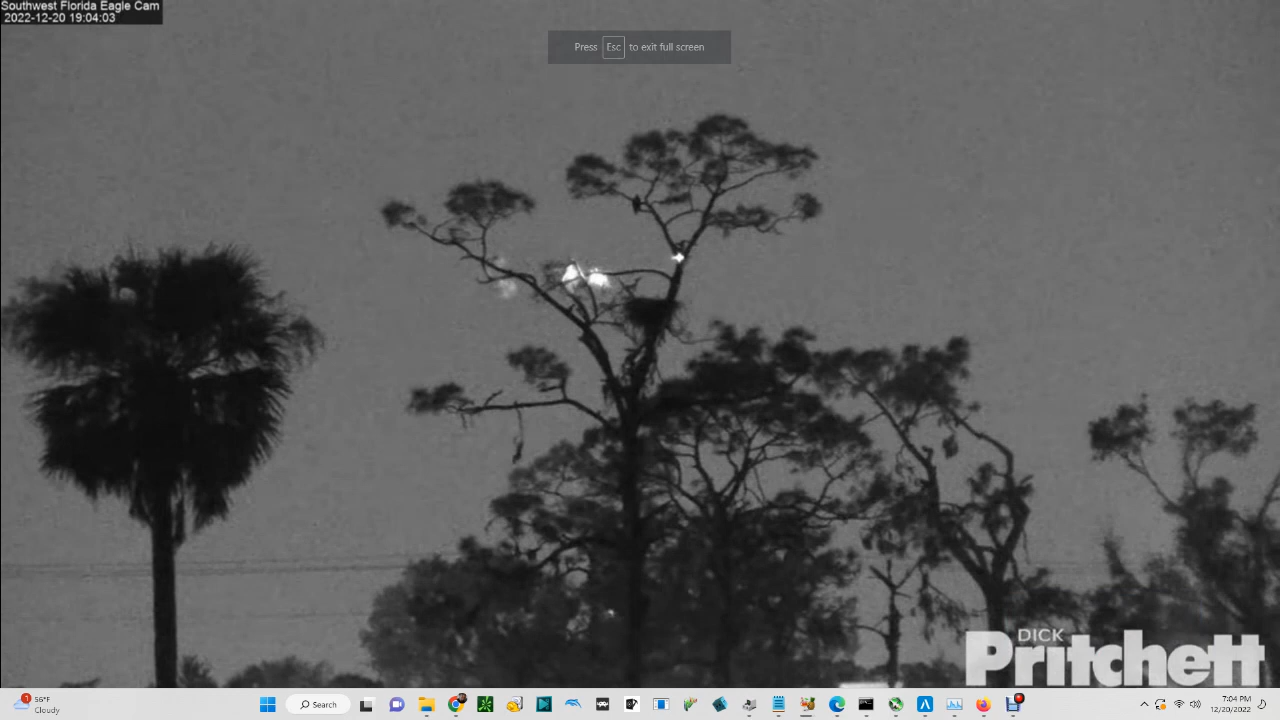 Southwest Florida Eagle Cam
2022-12-20 19:04:03
Press Esc to exit full screen
DICK
Pritchett
56°F
Cloudy
Search
7:04 PM
12/20/2022